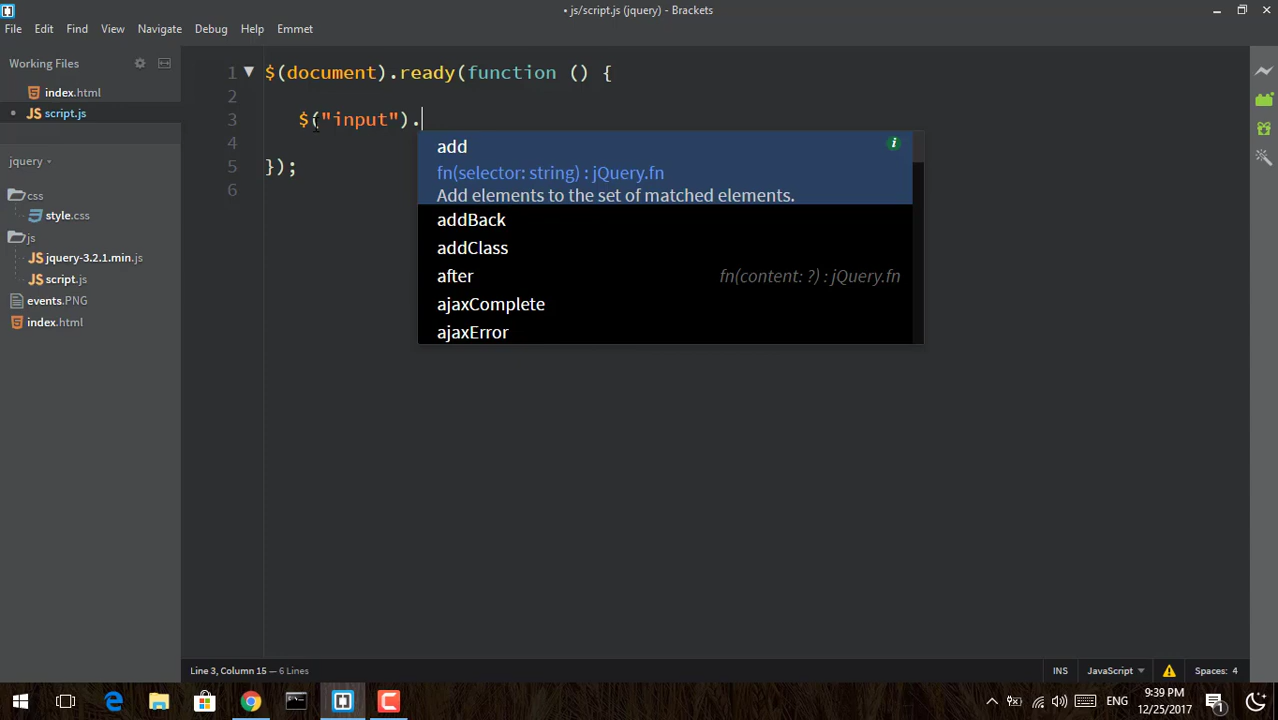 • js/script.js (jquery) - Brackets
File Edit Find View Navigate Debug Help Emmet
Working Files
index.html
• JS script.js
jquery
css
style.css
js
JS jquery-3.2.1.min.js
JS script.js
events.PNG
index.html
1 $(document).ready(function () {
2
3 $("input").
4
5 });
6
add
fn(selector: string) : jQuery.fn
Add elements to the set of matched elements.
addBack
addClass
after fn(content: ?) : jQuery.fn
ajaxComplete
ajaxError
Line 3, Column 15 — 6 Lines
INS JavaScript Spaces: 4
ENG
9:39 PM
12/25/2017
1